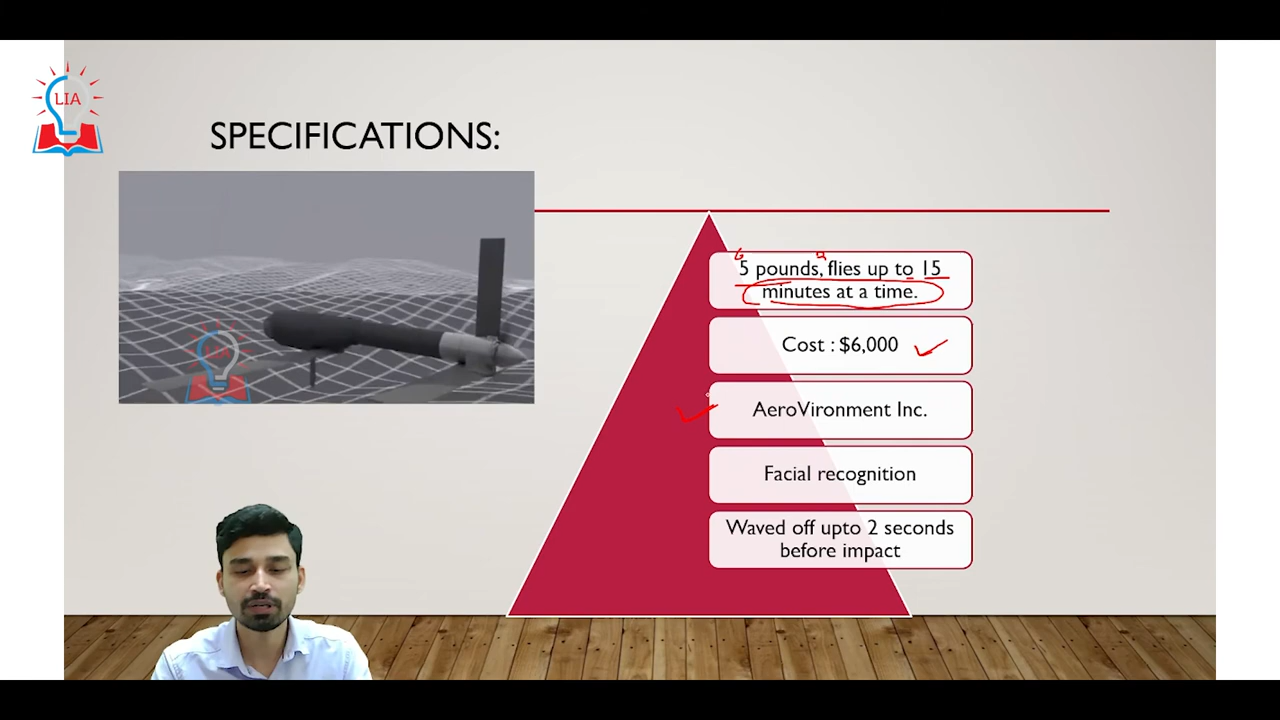 LIA
SPECIFICATIONS:
LIA
5 pounds, flies up to 15
minutes at a time.
Cost : $6,000
AeroVironment Inc.
Facial recognition
Waved off upto 2 seconds
before impact